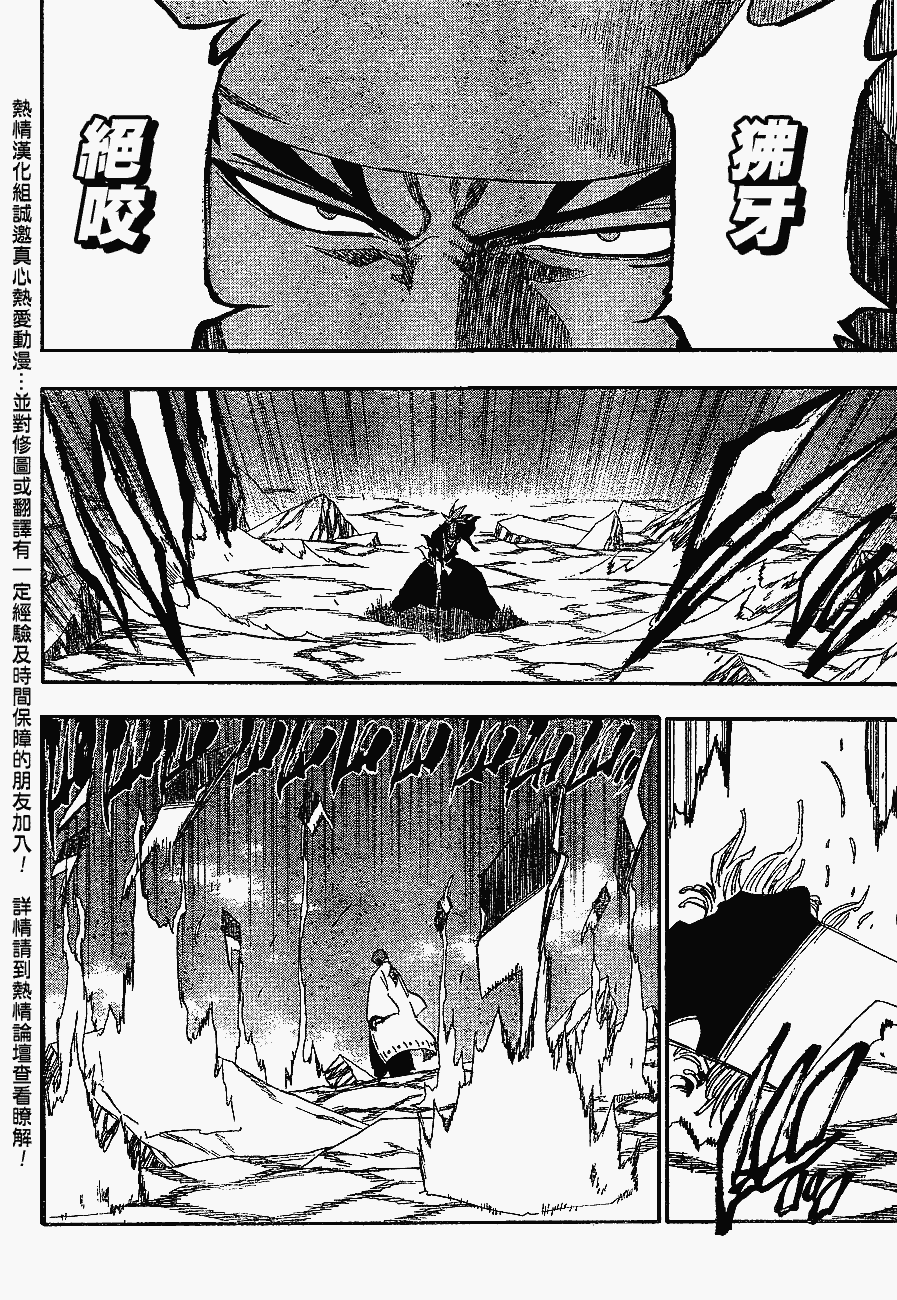 狒牙
絕咬
熱情漢化組誠邀真心熱愛動漫…並對修圖或翻譯有一定經驗及時間保障的朋友加入! 詳情請到熱情論壇查看瞭解!